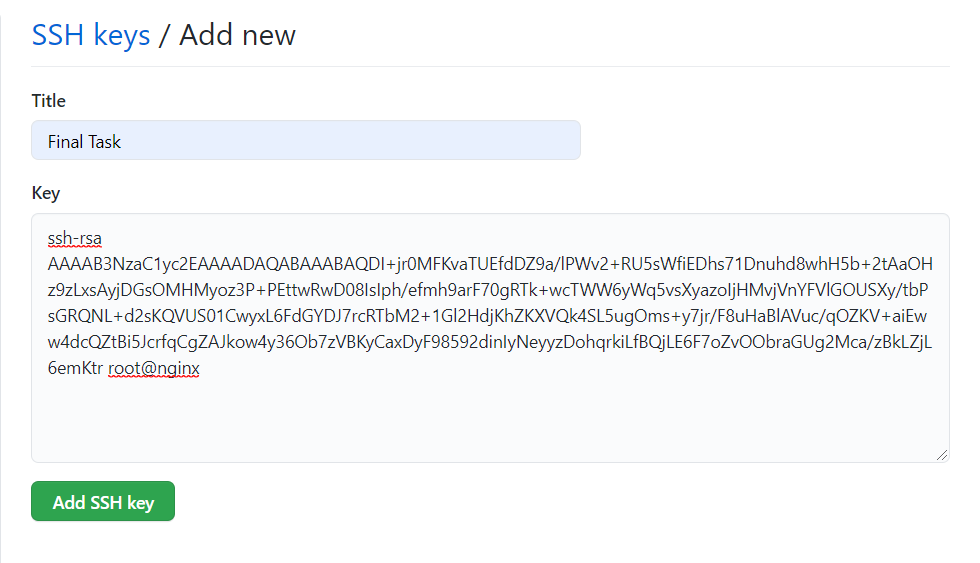 SSH keys / Add new
Title
Final Task
Key
ssh-rsa
AAAAB3NzaC1yc2EAAAADAQABAAABAQDI+jr0MFKvaTUEfdDZ9a/lPWv2+RU5sWfiEDhs71Dnuhd8whH5b+2tAaOH
z9zLxsAyjDGsOMHMyoz3P+PEttwRwD08IsIph/efmh9arF70gRTk+wcTWW6yWq5vsXyazoIjHMvjVnYFVlGOUSXy/tbP
sGRQNL+d2sKQVUS01CwyxL6FdGYDJ7rcRTbM2+1Gl2HdjKhZKXVQk4SL5ugOms+y7jr/F8uHaBlAVuc/qOZKV+aiEw
w4dcQZtBi5JcrfqCgZAJkow4y36Ob7zVBKyCaxDyF98592dinIyNeyyzDohqrkiLfBQjLE6F7oZvOObraGUg2Mca/zBkLZjL
6emKtr root@nginx
Add SSH key